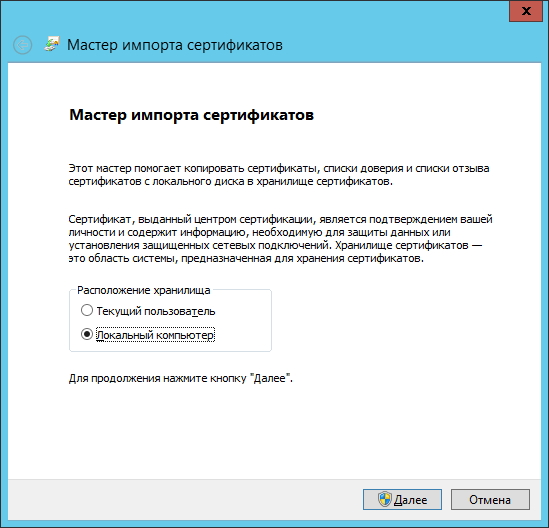 Мастер импорта сертификатов
Мастер импорта сертификатов
Этот мастер помогает копировать сертификаты, списки доверия и списки отзыва
сертификатов с локального диска в хранилище сертификатов.
Сертификат, выданный центром сертификации, является подтверждением вашей
личности и содержит информацию, необходимую для защиты данных или
установления защищенных сетевых подключений. Хранилище сертификатов —
это область системы, предназначенная для хранения сертификатов.
Расположение хранилища
Текущий пользователь
Локальный компьютер
Для продолжения нажмите кнопку "Далее".
Далее
Отмена